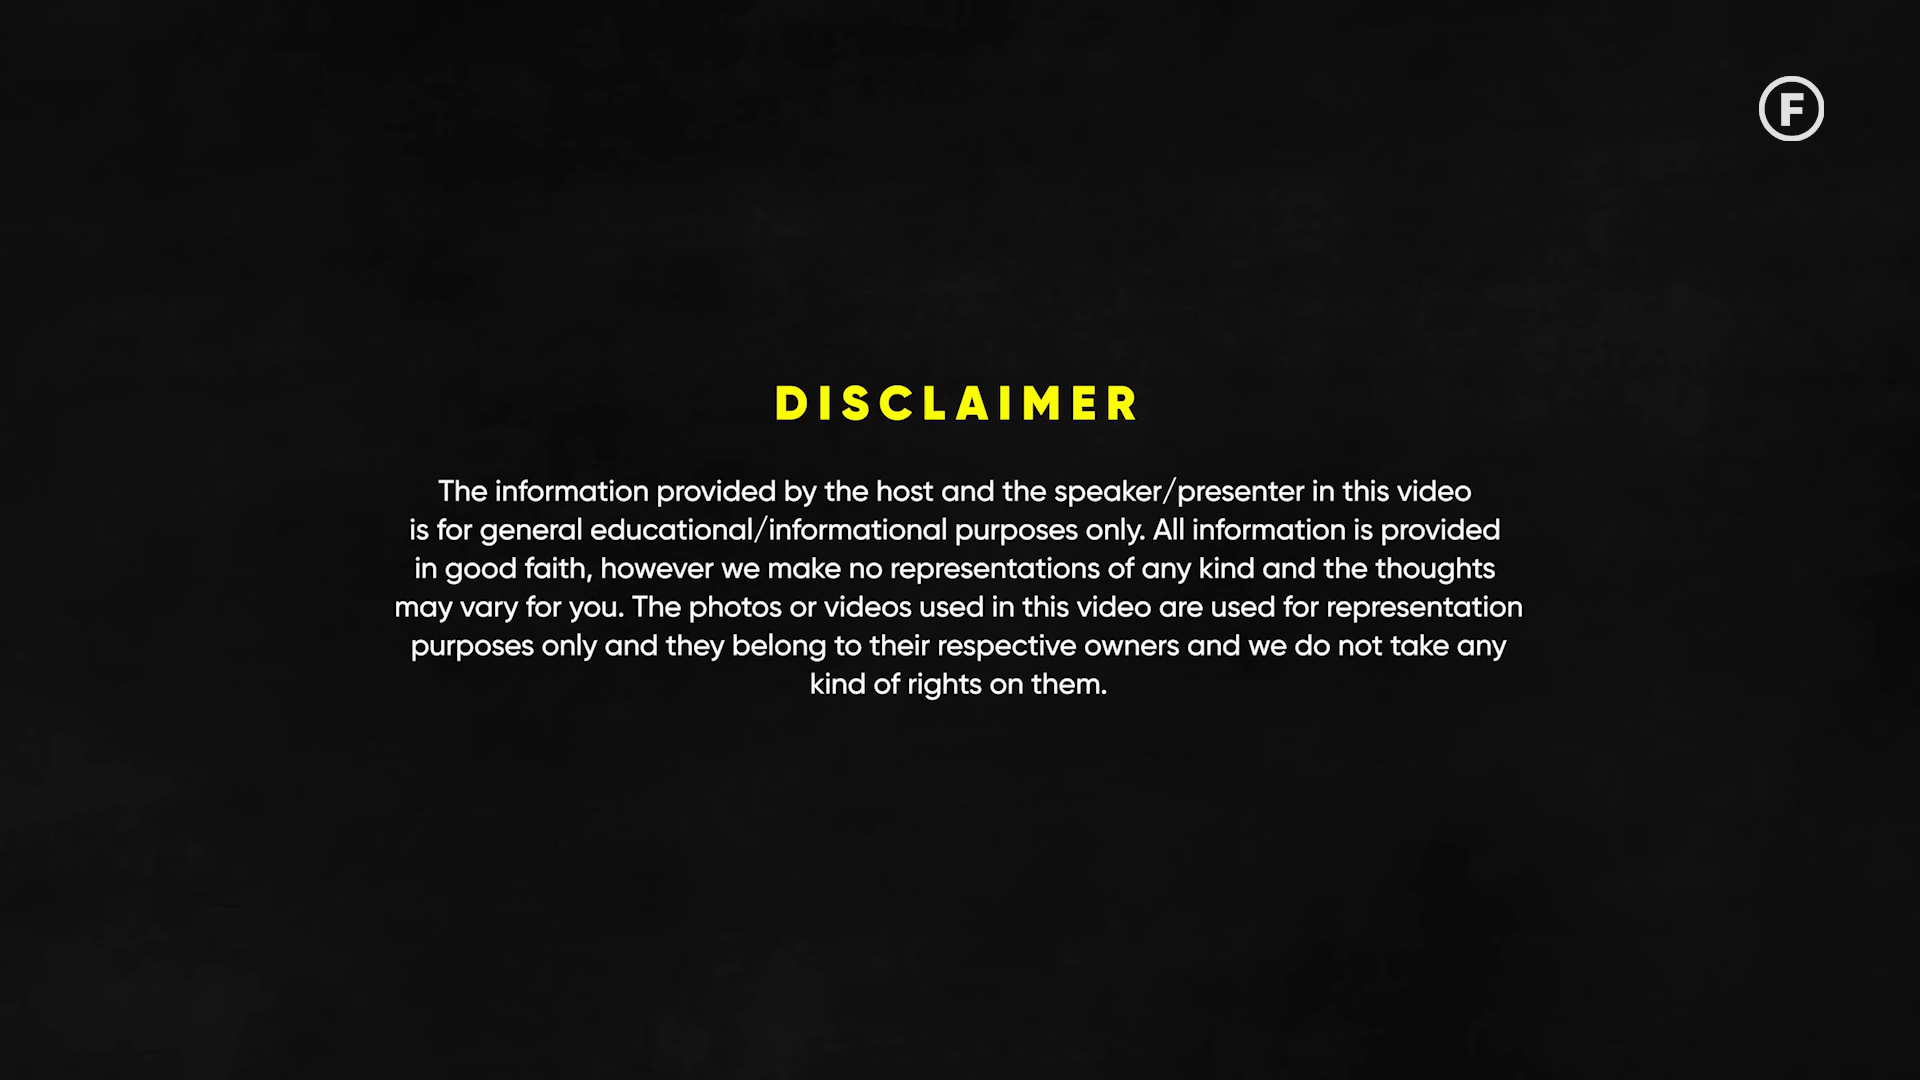 F
DISCLAIMER
The information provided by the host and the speaker/presenter in this video
is for general educational/informational purposes only. All information is provided
in good faith, however we make no representations of any kind and the thoughts
may vary for you. The photos or videos used in this video are used for representation
purposes only and they belong to their respective owners and we do not take any
kind of rights on them.